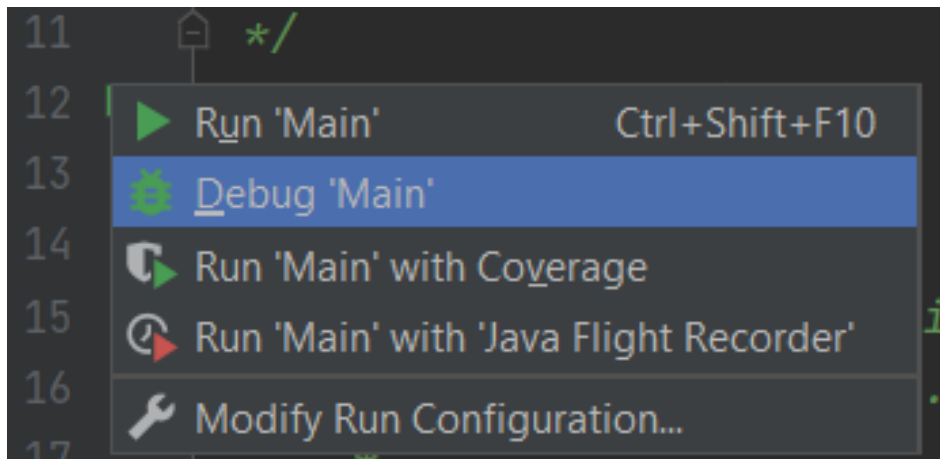 11 */
12
Run 'Main' Ctrl+Shift+F10
13
Debug 'Main'
14
Run 'Main' with Coverage
15
Run 'Main' with 'Java Flight Recorder'
16
Modify Run Configuration...
17